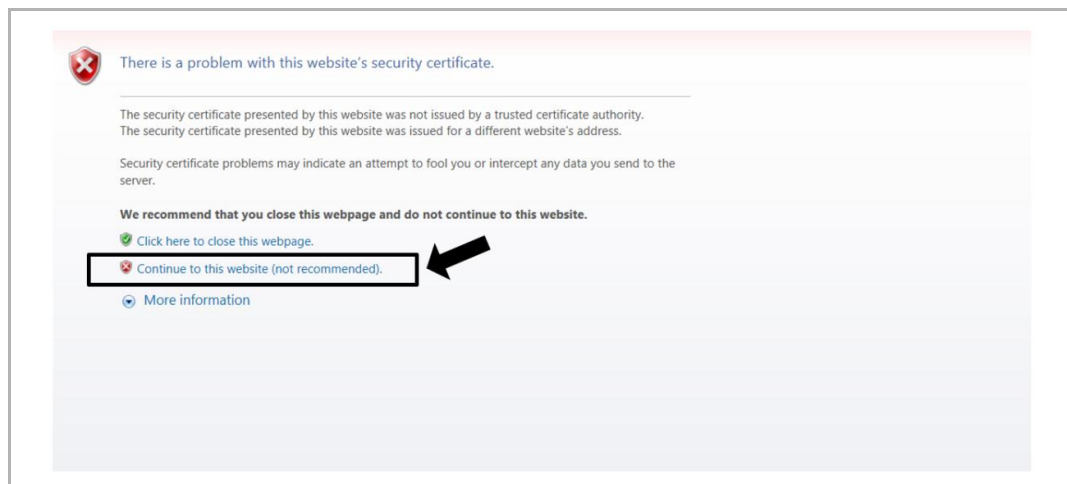 There is a problem with this website's security certificate.
The security certificate presented by this website was not issued by a trusted certificate authority.
The security certificate presented by this website was issued for a different website's address.
Security certificate problems may indicate an attempt to fool you or intercept any data you send to the
server.
We recommend that you close this webpage and do not continue to this website.
Click here to close this webpage.
Continue to this website (not recommended).
More information